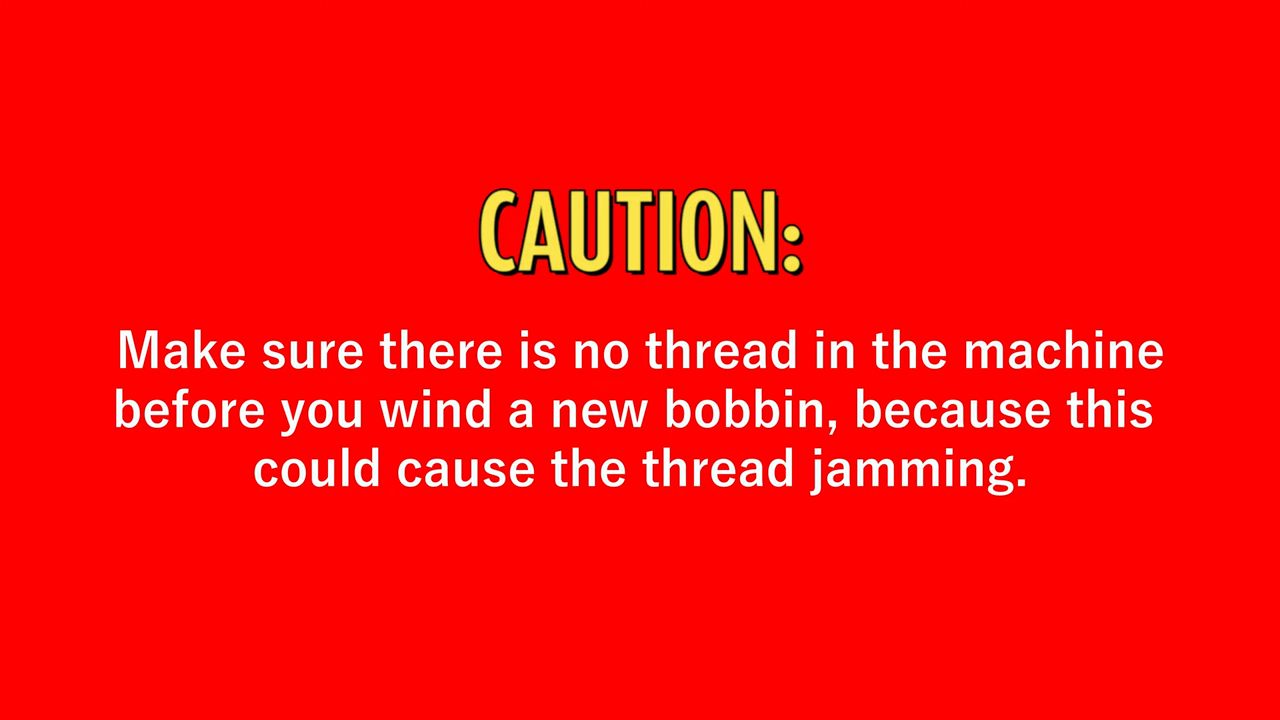 CAUTION:
Make sure there is no thread in the machine
before you wind a new bobbin, because this
could cause the thread jamming.